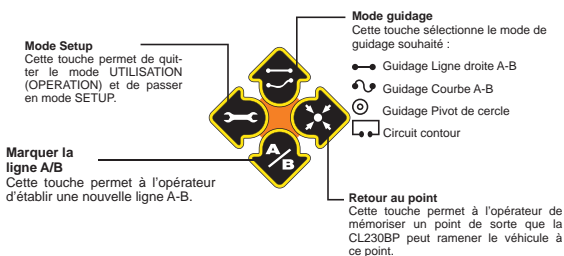 Mode Setup
Cette touche permet de quit-
ter le mode UTILISATION
(OPERATION) et de passer
en mode SETUP.
Marquer la
ligne A/B
Cette touche permet à l'opérateur
d'établir une nouvelle ligne A-B.
A/B
Mode guidage
Cette touche sélectionne le mode de
guidage souhaité :
Guidage Ligne droite A-B
Guidage Courbe A-B
Guidage Pivot de cercle
Circuit contour
Retour au point
Cette touche permet à l'opérateur de
mémoriser un point de sorte que la
CL230BP peut ramener le véhicule à
ce point.